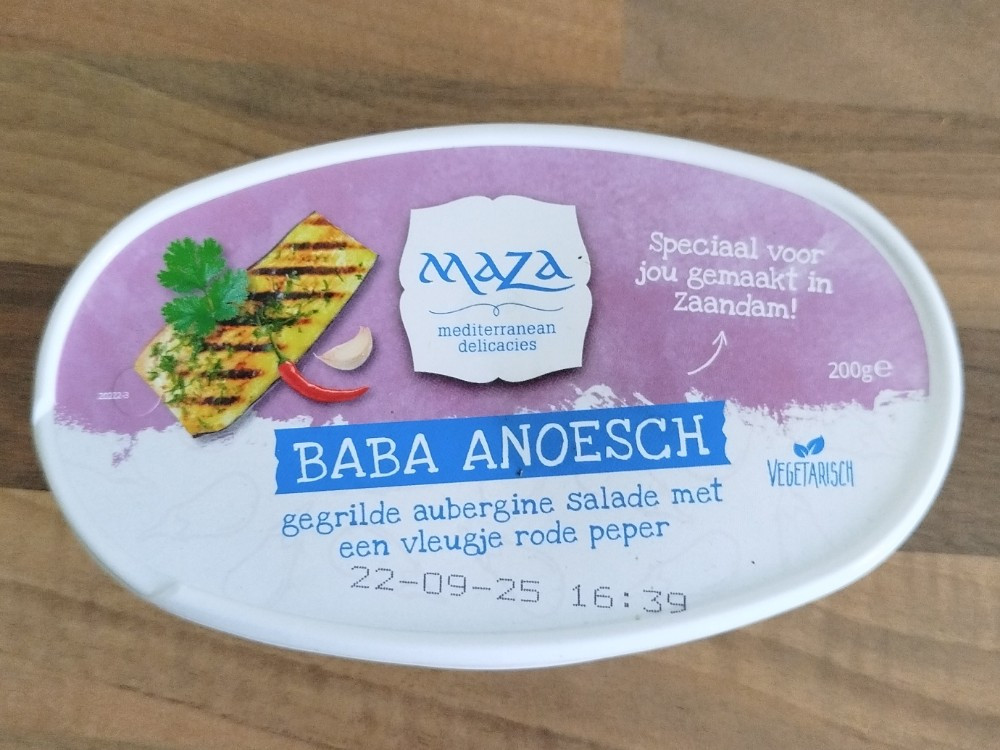 MAZA
mediterranean
delicacies
Speciaal voor
jou gemaakt in
Zaandam!
200g e
BABA ANOESCH
VEGETARISCH
gegrilde aubergine salade met
een vleugje rode peper
22-09-25 16:39